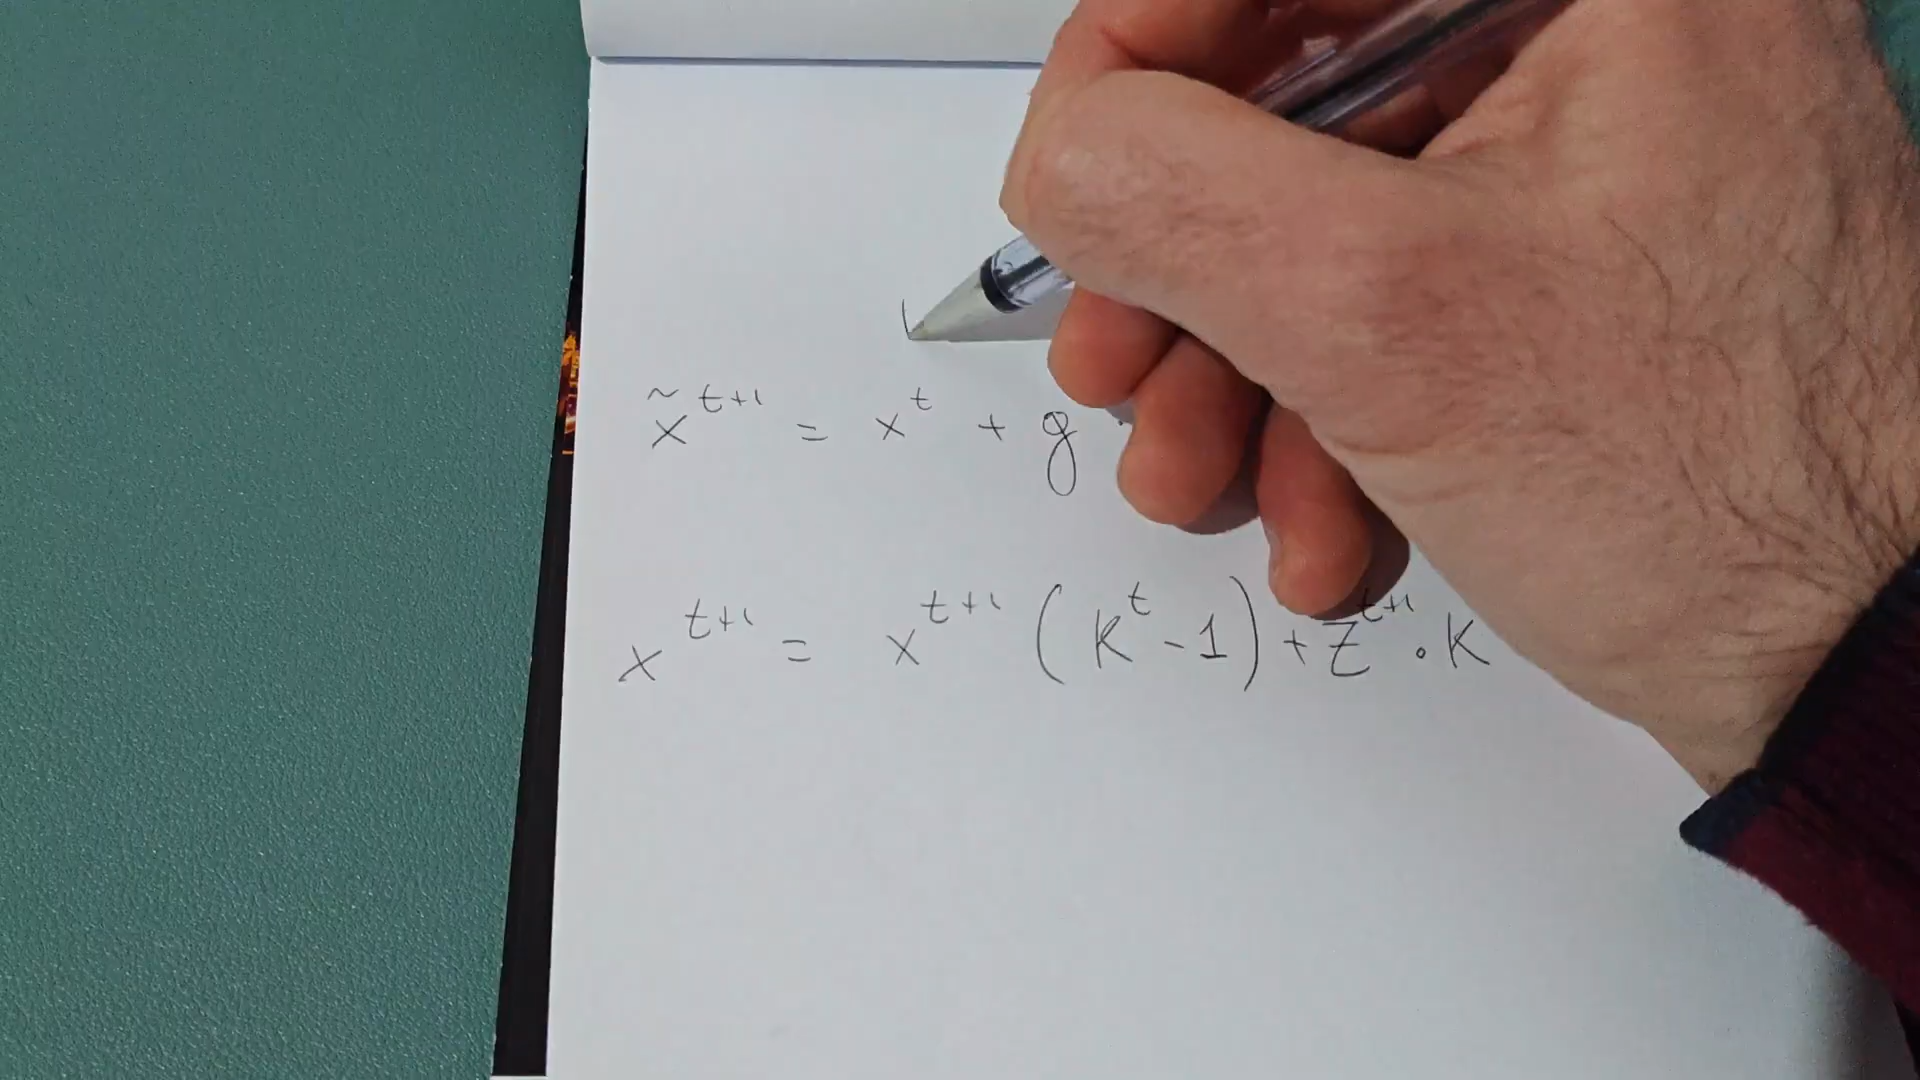 x̃^{t+1} = x^t + g ·
x^{t+1} = x^{t+1} (K^t - 1) + z^{t+1} · K